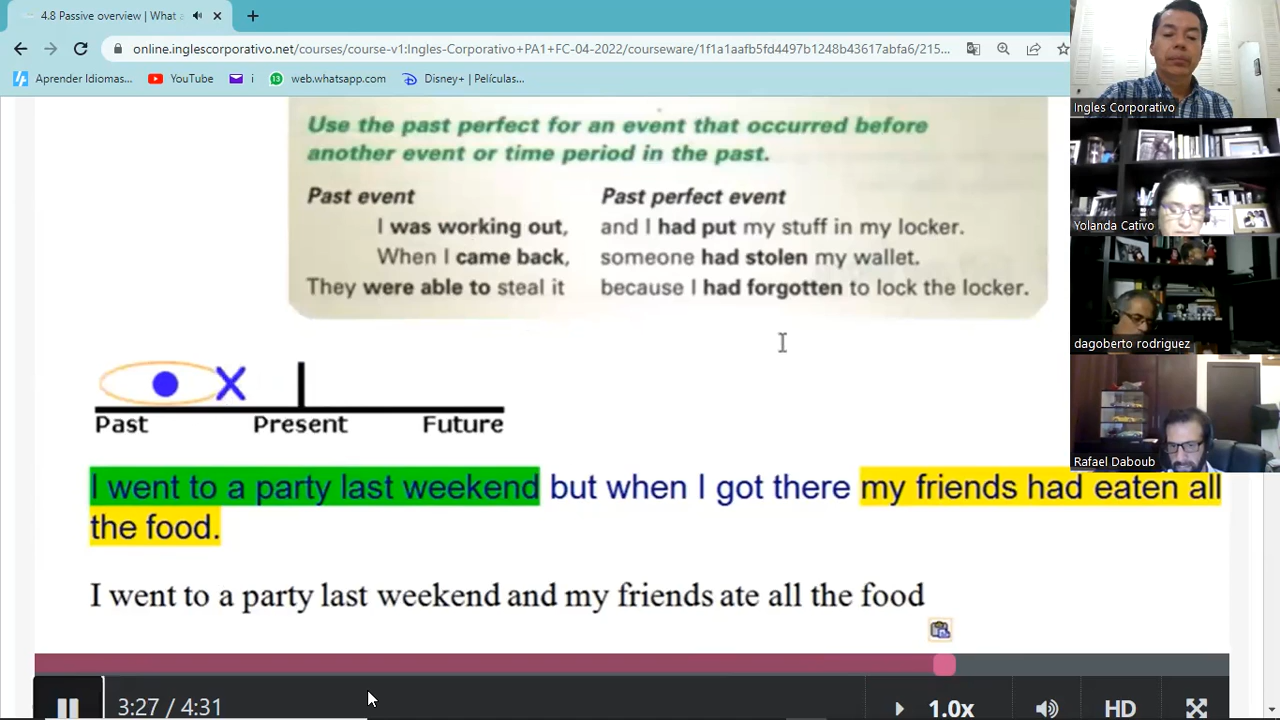 4.8 Passive overview | What a
online.inglescorporativo.net/courses/course-v1:Ingles-Corporativo+PA11-FC-04-2022/courseware/1f1a1aafb5fd4497b1248b43617abfa6/215...
Aprender Idiomas...
YouTube
i
web.whatsapp.com
Disney+ | Películas...
Ingles Corporativo
Use the past perfect for an event that occurred before
another event or time period in the past.
Past event Past perfect event
I was working out, and I had put my stuff in my locker.
When I came back, someone had stolen my wallet.
They were able to steal it because I had forgotten to lock the locker.
Yolanda Cativo
dagoberto rodriguez
Rafael Daboub
Past Present Future
I went to a party last weekend but when I got there my friends had eaten all
the food.
I went to a party last weekend and my friends ate all the food
3:27 / 4:31
1.0x
HD